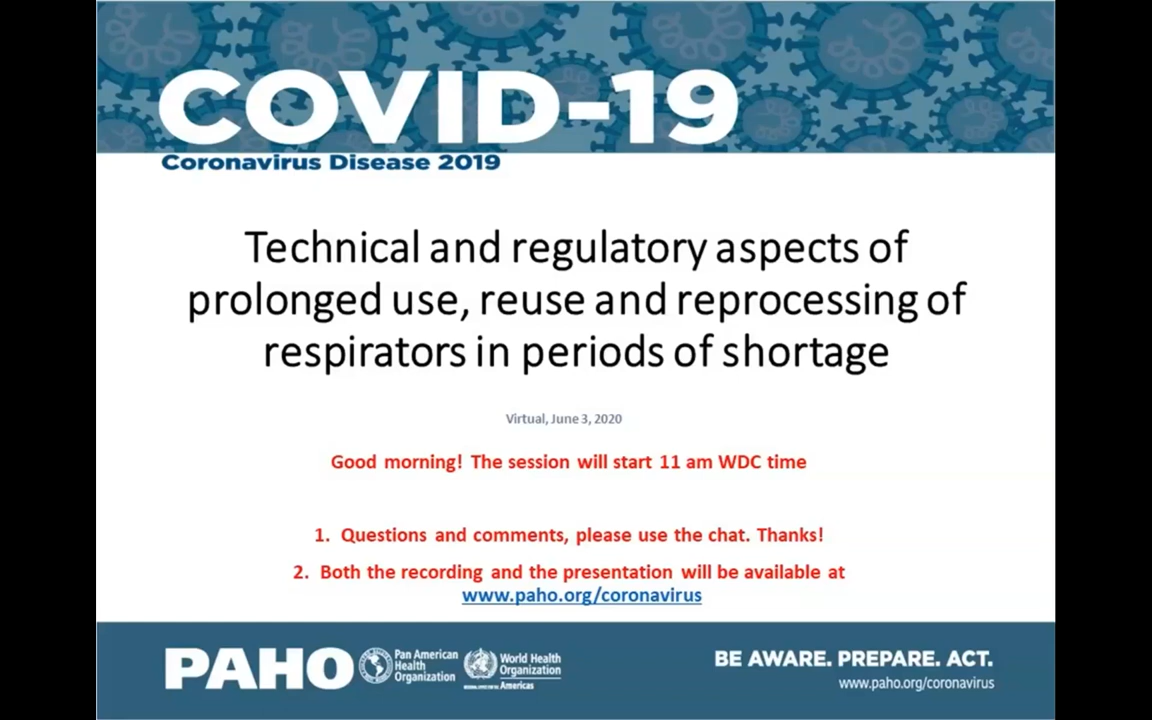 COVID-19
Coronavirus Disease 2019
Technical and regulatory aspects of
prolonged use, reuse and reprocessing of
respirators in periods of shortage
Virtual, June 3, 2020
Good morning! The session will start 11 am WDC time
1. Questions and comments, please use the chat. Thanks!
2. Both the recording and the presentation will be available at
www.paho.org/coronavirus
PAHO
Pan American
Health
Organization
World Health
Organization
Americas
BE AWARE. PREPARE. ACT.
www.paho.org/coronavirus